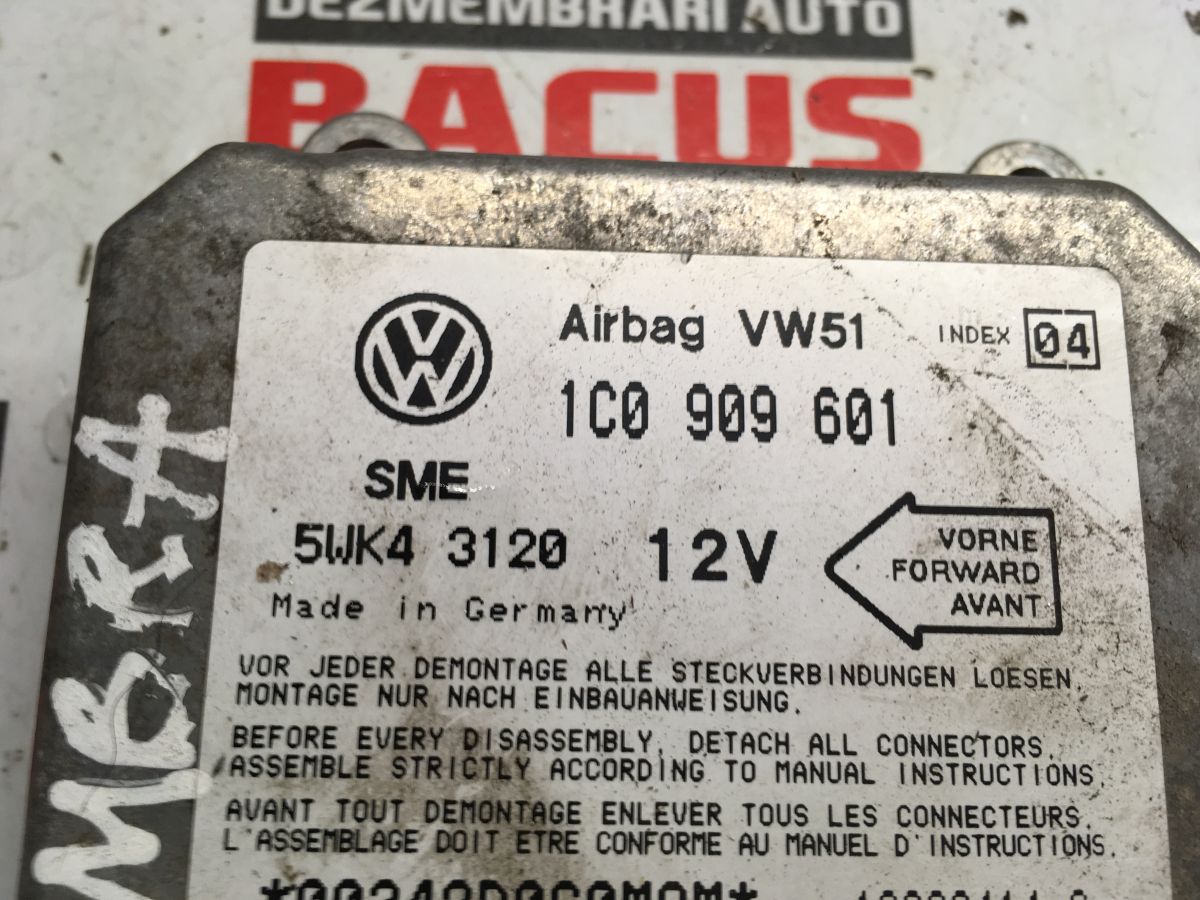 DEZMEMBRARI AUTO
BACUS
Airbag VW51 INDEX 04
1C0 909 601
SME
5WK4 3120 12V
VORNE
FORWARD
AVANT
Made in Germany
VOR JEDER DEMONTAGE ALLE STECKVERBINDUNGEN LOESEN.
MONTAGE NUR NACH EINBAUANWEISUNG.
BEFORE EVERY DISASSEMBLY, DETACH ALL CONNECTORS.
ASSEMBLE STRICTLY ACCORDING TO MANUAL INSTRUCTIONS.
AVANT TOUT DEMONTAGE ENLEVER TOUS LES CONNECTEURS.
L'ASSEMBLAGE DOIT ETRE CONFORME AU MANUEL D'INSTRUCTIONS.